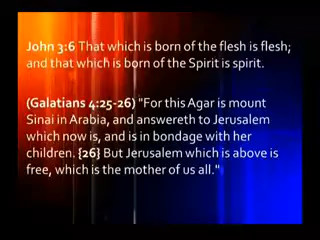 John 3:6 That which is born of the flesh is flesh;
and that which is born of the Spirit is spirit.
(Galatians 4:25-26) "For this Agar is mount
Sinai in Arabia, and answereth to Jerusalem
which now is, and is in bondage with her
children. {26} But Jerusalem which is above is
free, which is the mother of us all."